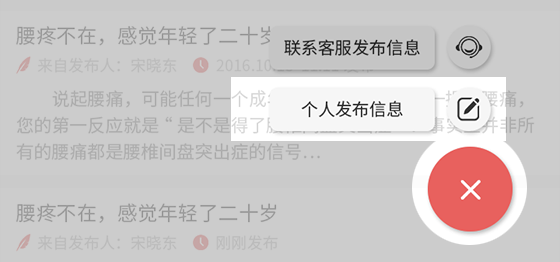 腰疼不在，感觉年轻了二十岁
联系客服发布信息
来自发布人：宋晓东 2016.10
说起腰痛，可能任何一个成
腰痛，
个人发布信息
您的第一反应就是“是不是得了
事实 并非所
有的腰痛都是腰椎间盘突出症的信号...
腰疼不在，感觉年轻了二十岁
来自发布人：宋晓东 刚刚发布